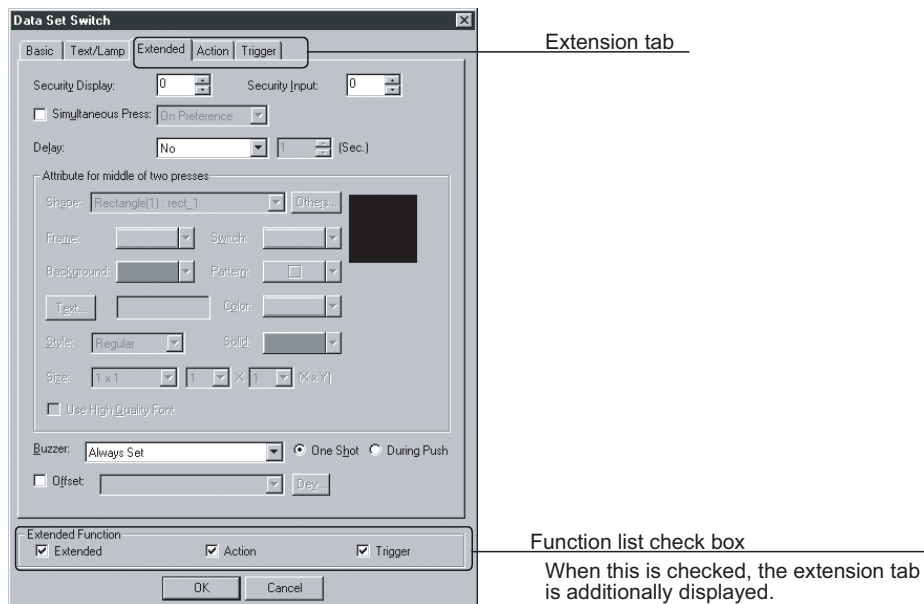 Data Set Switch
Basic Text/Lamp Extended Action Trigger
Extension tab
Security Display: 0 Security Input: 0
Simultaneous Press: On Preference
Delay: No 1 (Sec.)
Attribute for middle of two presses
Shape: Rectangle(1) : rect_1 Others...
Frame: Switch:
Background: Pattern:
Text... Color:
Style: Regular Solid:
Size: 1 x 1 1 X 1 (X x Y)
Use High Quality Font
Buzzer: Always Set One Shot During Push
Offset: Dev...
Extended Function
Extended Action Trigger
Function list check box
When this is checked, the extension tab
is additionally displayed.
OK Cancel